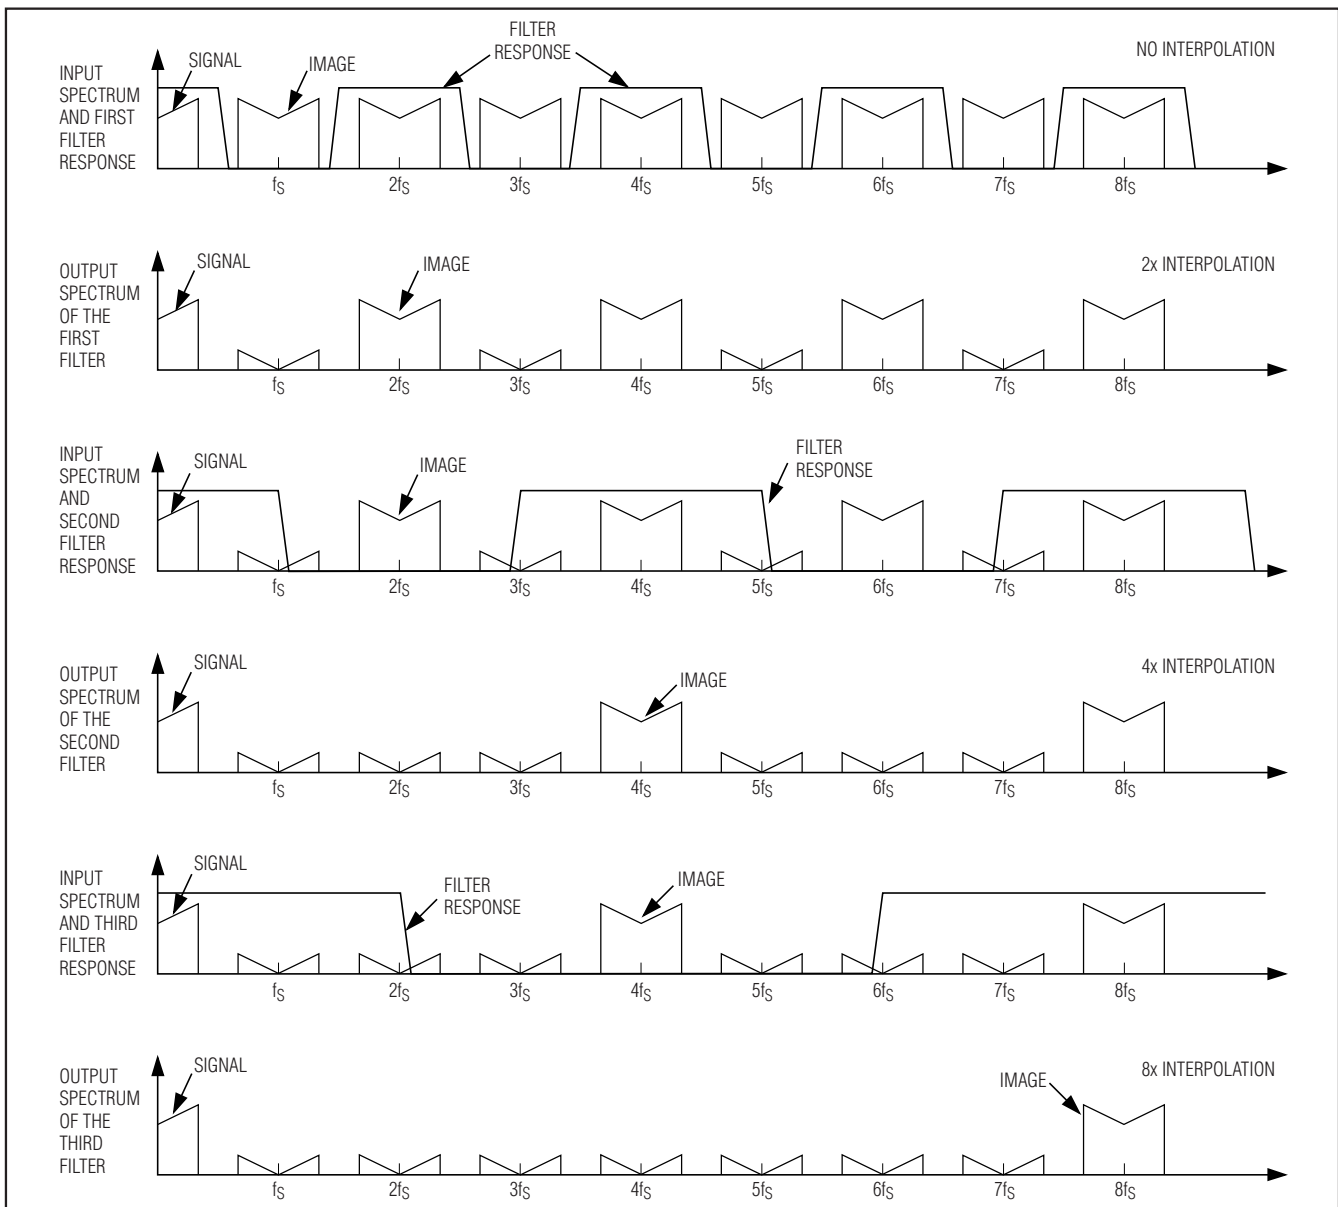 FILTER
RESPONSE
NO INTERPOLATION
SIGNAL
IMAGE
INPUT
SPECTRUM
AND FIRST
FILTER
RESPONSE
fS 2fS 3fS 4fS 5fS 6fS 7fS 8fS
SIGNAL
IMAGE
2x INTERPOLATION
OUTPUT
SPECTRUM
OF THE
FIRST
FILTER
fS 2fS 3fS 4fS 5fS 6fS 7fS 8fS
INPUT
SPECTRUM
AND
SECOND
FILTER
RESPONSE
SIGNAL
IMAGE
FILTER
RESPONSE
fS 2fS 3fS 4fS 5fS 6fS 7fS 8fS
SIGNAL
IMAGE
4x INTERPOLATION
OUTPUT
SPECTRUM
OF THE
SECOND
FILTER
fS 2fS 3fS 4fS 5fS 6fS 7fS 8fS
SIGNAL
FILTER
RESPONSE
IMAGE
INPUT
SPECTRUM
AND THIRD
FILTER
RESPONSE
fS 2fS 3fS 4fS 5fS 6fS 7fS 8fS
SIGNAL
IMAGE
8x INTERPOLATION
OUTPUT
SPECTRUM
OF THE
THIRD
FILTER
fS 2fS 3fS 4fS 5fS 6fS 7fS 8fS